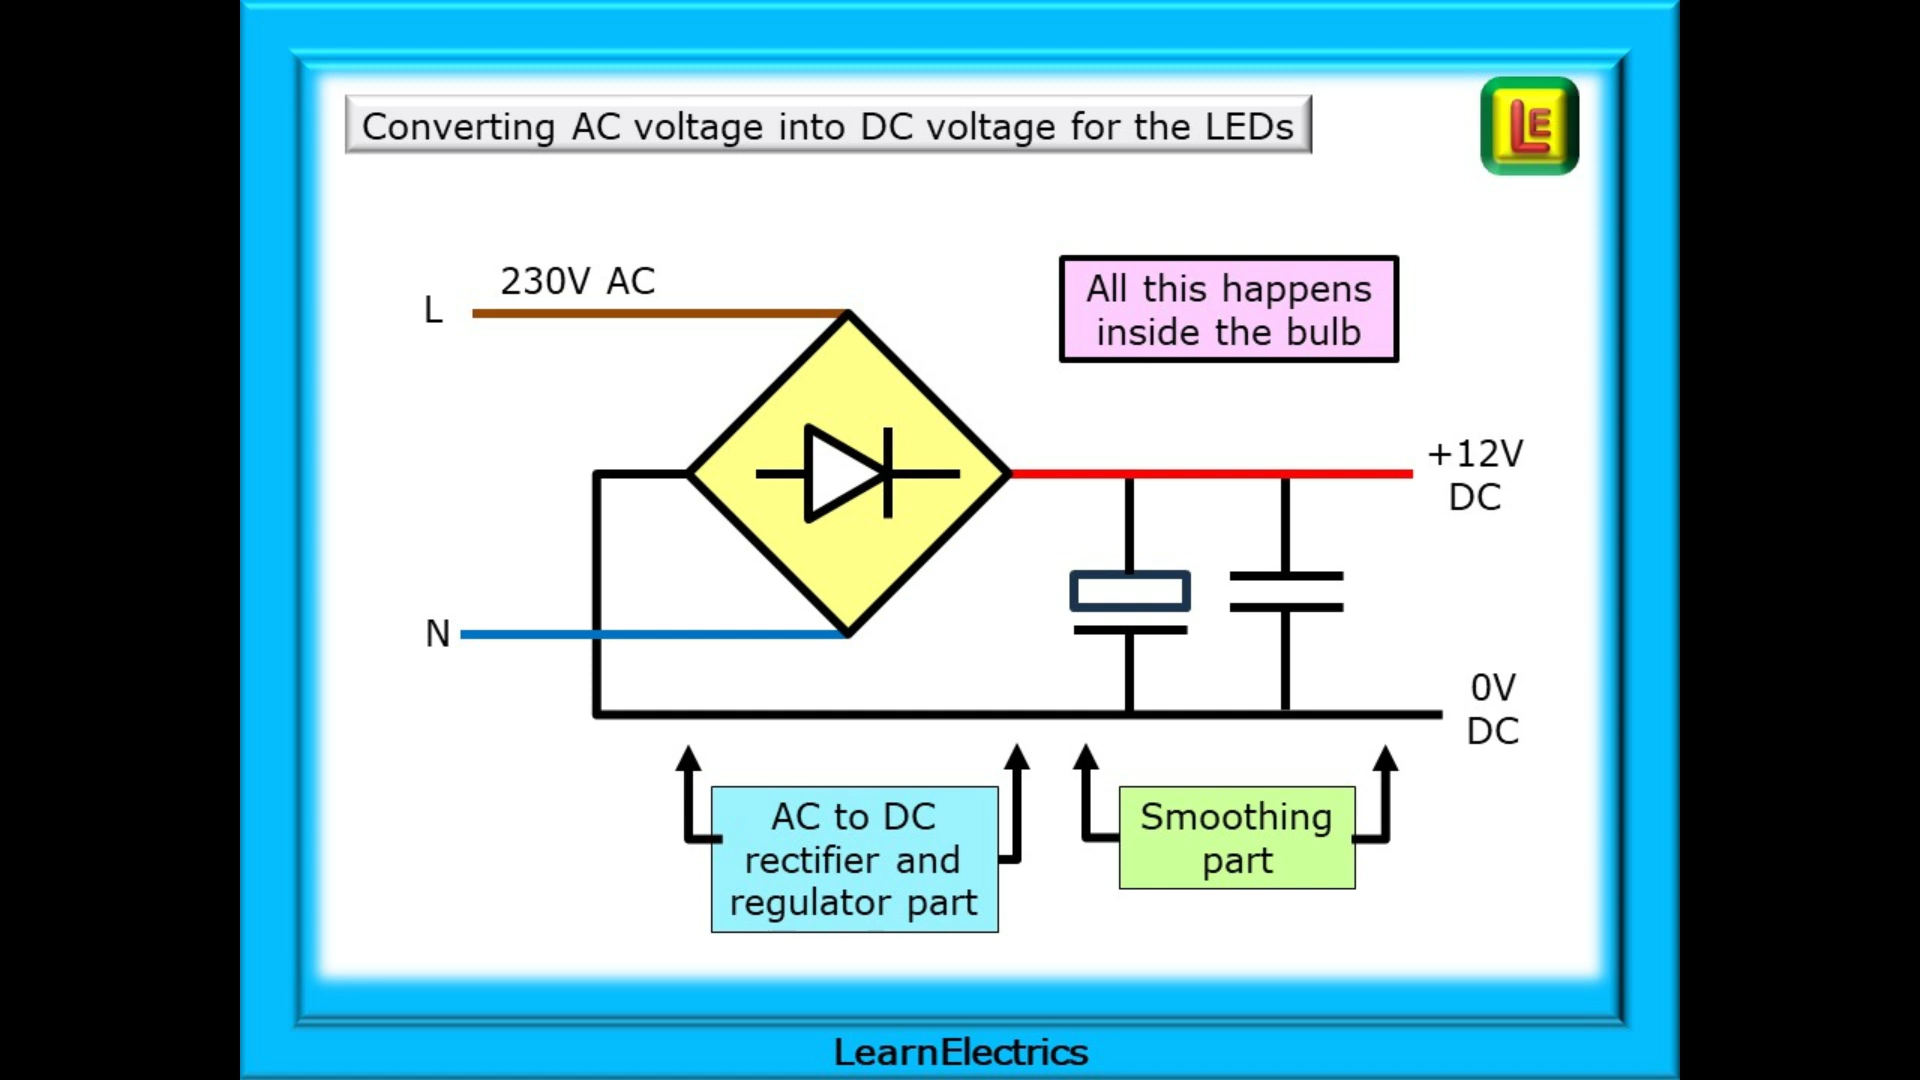 Converting AC voltage into DC voltage for the LEDs
LE
230V AC
L
All this happens
inside the bulb
+12V
DC
N
0V
DC
AC to DC
rectifier and
regulator part
Smoothing
part
LearnElectrics